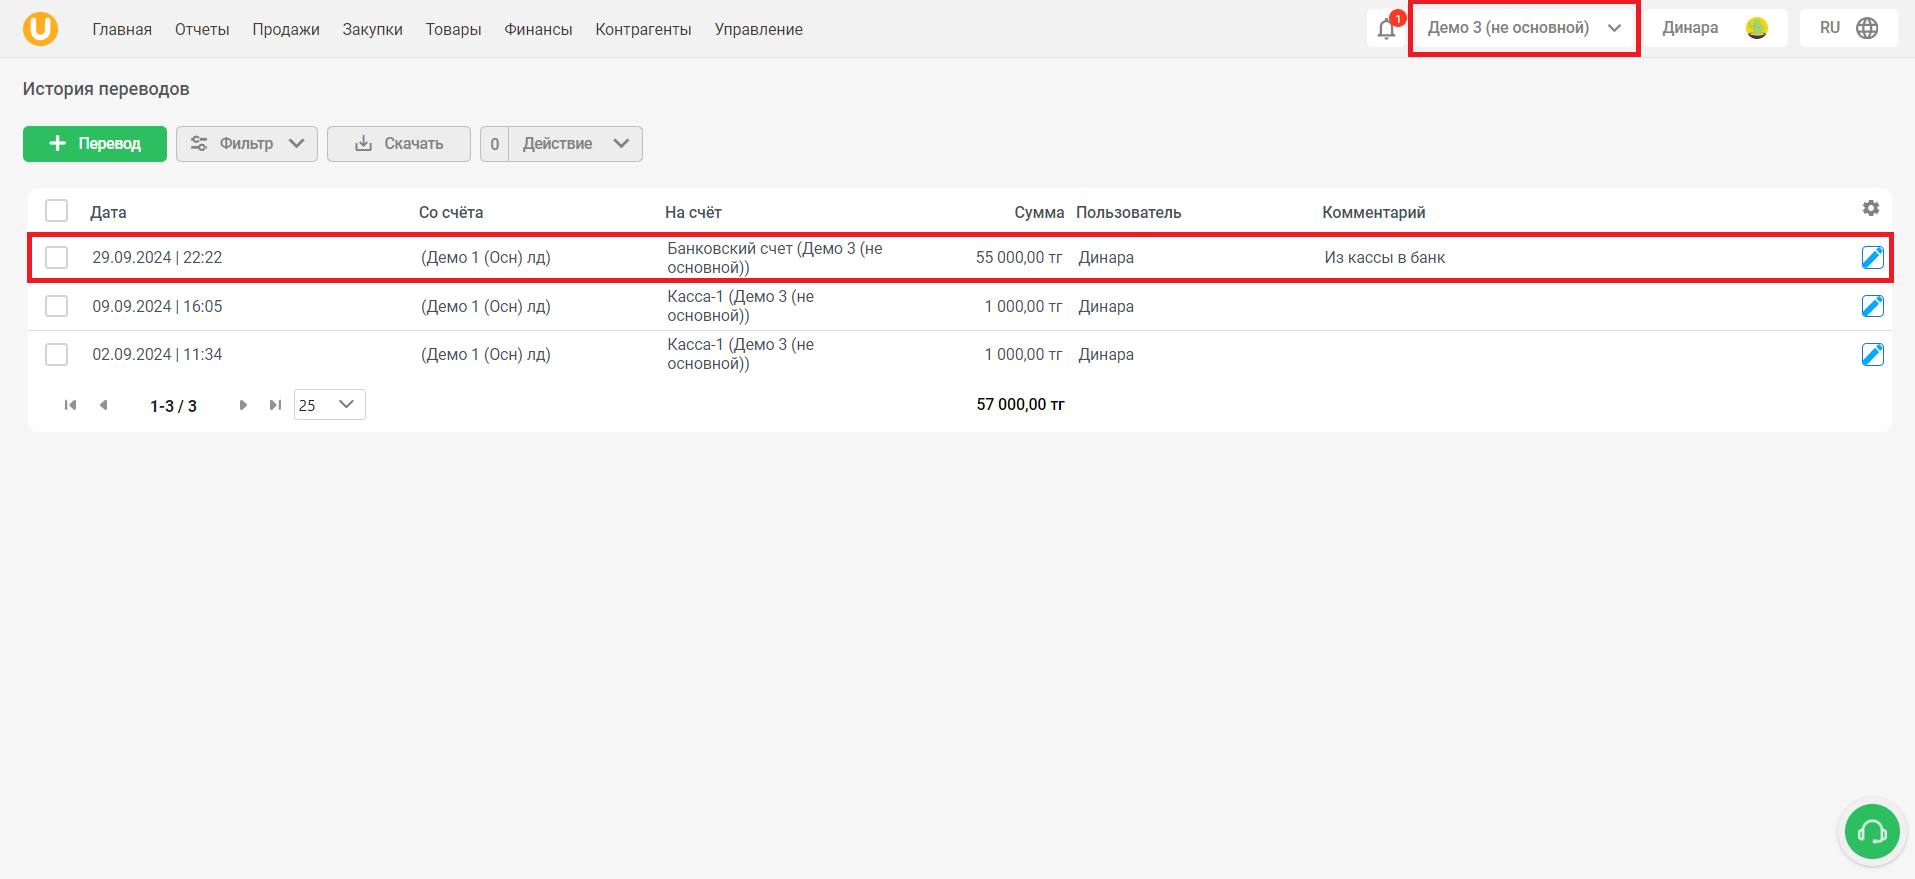 U Главная Отчеты Продажи Закупки Товары Финансы Контрагенты Управление 1 Демо 3 (не основной) Динара RU
История переводов
Перевод Фильтр Скачать 0 Действие
Дата Со счёта На счёт Сумма Пользователь Комментарий
29.09.2024 | 22:22 (Демо 1 (Осн) лд) Банковский счет (Демо 3 (не 55 000,00 тг Динара Из кассы в банк
основной))
09.09.2024 | 16:05 (Демо 1 (Осн) лд) Касса-1 (Демо 3 (не 1 000,00 тг Динара
основной))
02.09.2024 | 11:34 (Демо 1 (Осн) лд) Касса-1 (Демо 3 (не 1 000,00 тг Динара
основной))
1-3 / 3 25 57 000,00 тг